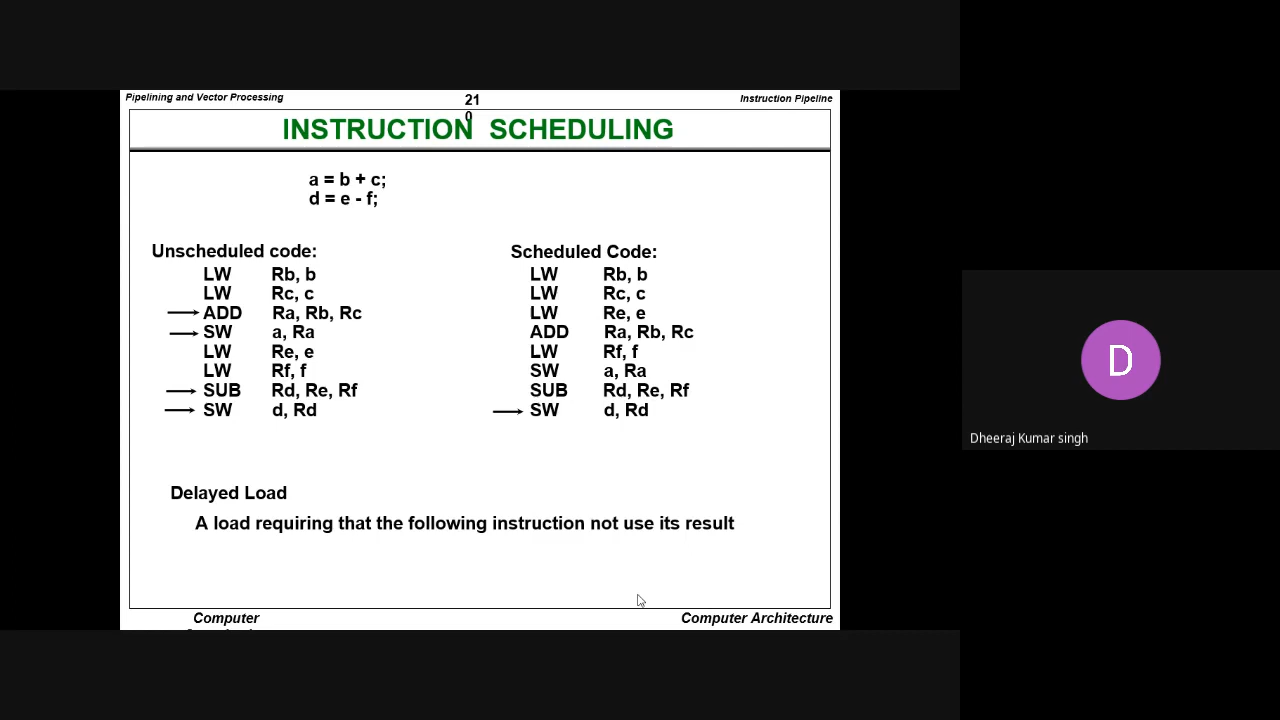 Pipelining and Vector Processing
21
0
Instruction Pipeline
INSTRUCTION SCHEDULING
a = b + c;
d = e - f;
Unscheduled code:
LW Rb, b
LW Rc, c
ADD Ra, Rb, Rc
SW a, Ra
LW Re, e
LW Rf, f
SUB Rd, Re, Rf
SW d, Rd
Scheduled Code:
LW Rb, b
LW Rc, c
LW Re, e
ADD Ra, Rb, Rc
LW Rf, f
SW a, Ra
SUB Rd, Re, Rf
SW d, Rd
Delayed Load
A load requiring that the following instruction not use its result
Computer
Computer Architecture
D
Dheeraj Kumar singh